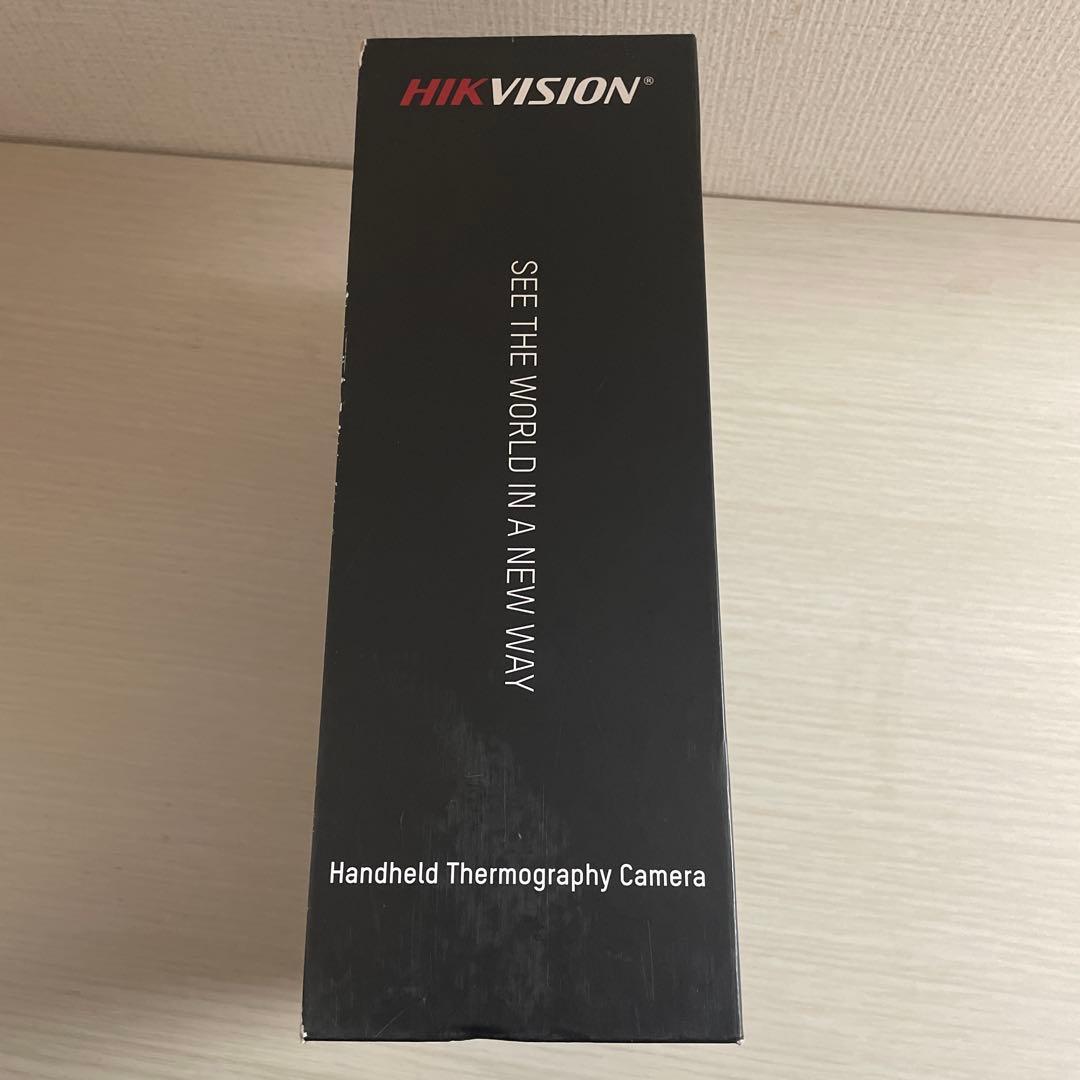 HIKVISION®
SEE THE WORLD IN A NEW WAY
Handheld Thermography Camera